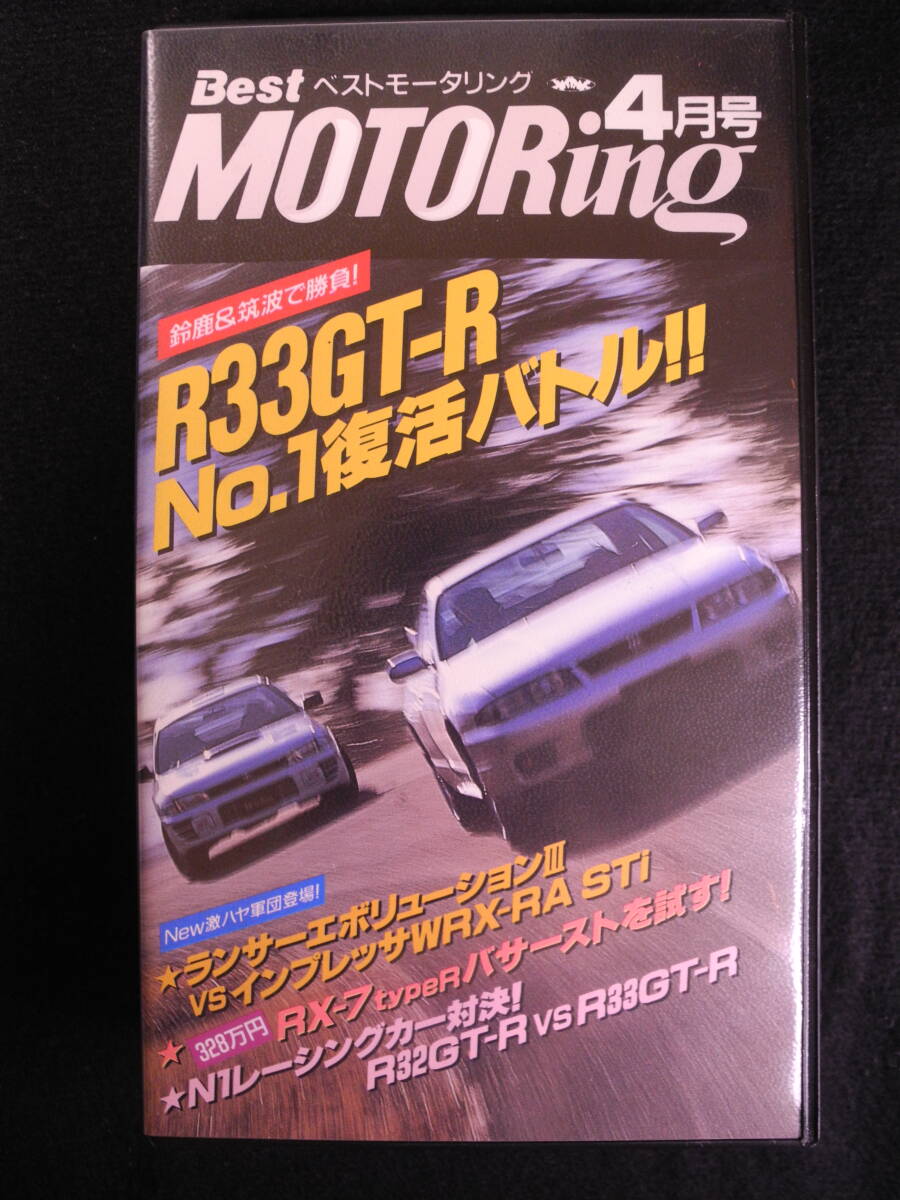 Best ベストモータリング
4月号
MOTORing
鈴鹿&筑波で勝負!
R33GT-R
No.1復活バトル!!
New激ハヤ軍団登場!
★ランサーエボリューションIII
VSインプレッサWRX-RA STi
★ 328万円 RX-7typeRバサーストを試す!
★N1レーシングカー対決!
R32GT-R VS R33GT-R